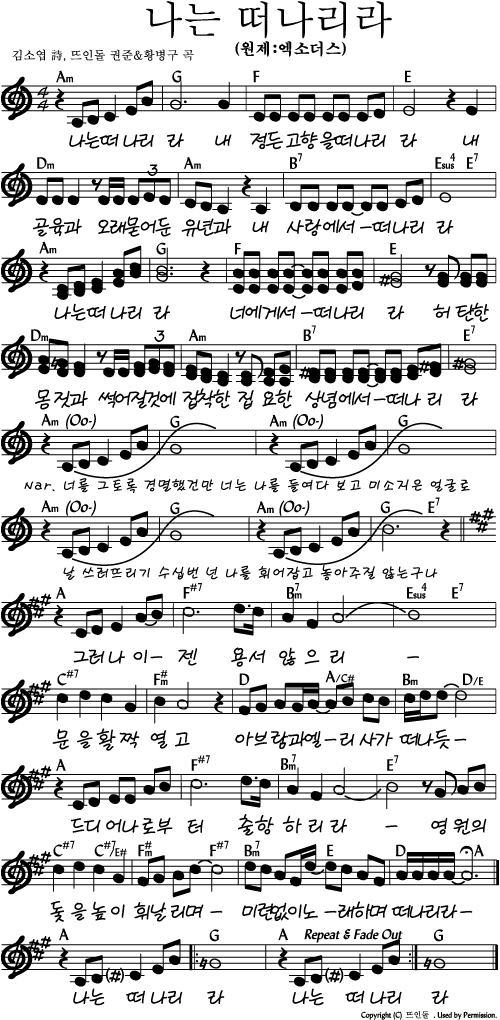 나는 떠나리라
(원제:엑소더스)
김소엽 詩, 뜨인돌 권준&황병구 곡
Am G F E
나는떠 나리 라 내 정든 고향 을떠나리 라 내
Dm 3 Am B7 Esus4 E7
골육과 오래묻어둔 유년과 내 사랑에서-떠나리 라
Am G F E
나는떠 나리 라 너에게서-떠나리 라 허 탄한
Dm 3 Am B7 E7
몸짓과 썩어질것에 집착한 집 요한 상념에서-떠나 리 라
Am (Oo-) G Am (Oo-) G
Nar. 너를 그토록 경멸했건만 너는 나를 들여다 보고 미소거은 얼굴로
Am (Oo-) G Am (Oo-) G E7
날 쓰러뜨리기 수십번 년 나를 휘어잡고 놓아주질 않는구나
A F#7 Bm7 Esus4 E7
그러나 이- 젠 용서 않 으 리 -
C#7 F#m D A/C# Bm D/E
문 을 활 짝 열 고 아브람과엘-리 사가 떠나듯-
A F#7 Bm7 E7
드디 어나로부 터 출항 하 리 라 - 영 원의
C#7 C#7/E# F#m F# Bm7 E D A
돛 을 높 이 휘날 리며- 미련없이노-래하며 떠나리라-
A G A Repeat & Fade Out G
(#) (#)
나는 떠나 리 라 나는 떠나 리 라
Copyright (C) 뜨인돌 . Used by Permission.